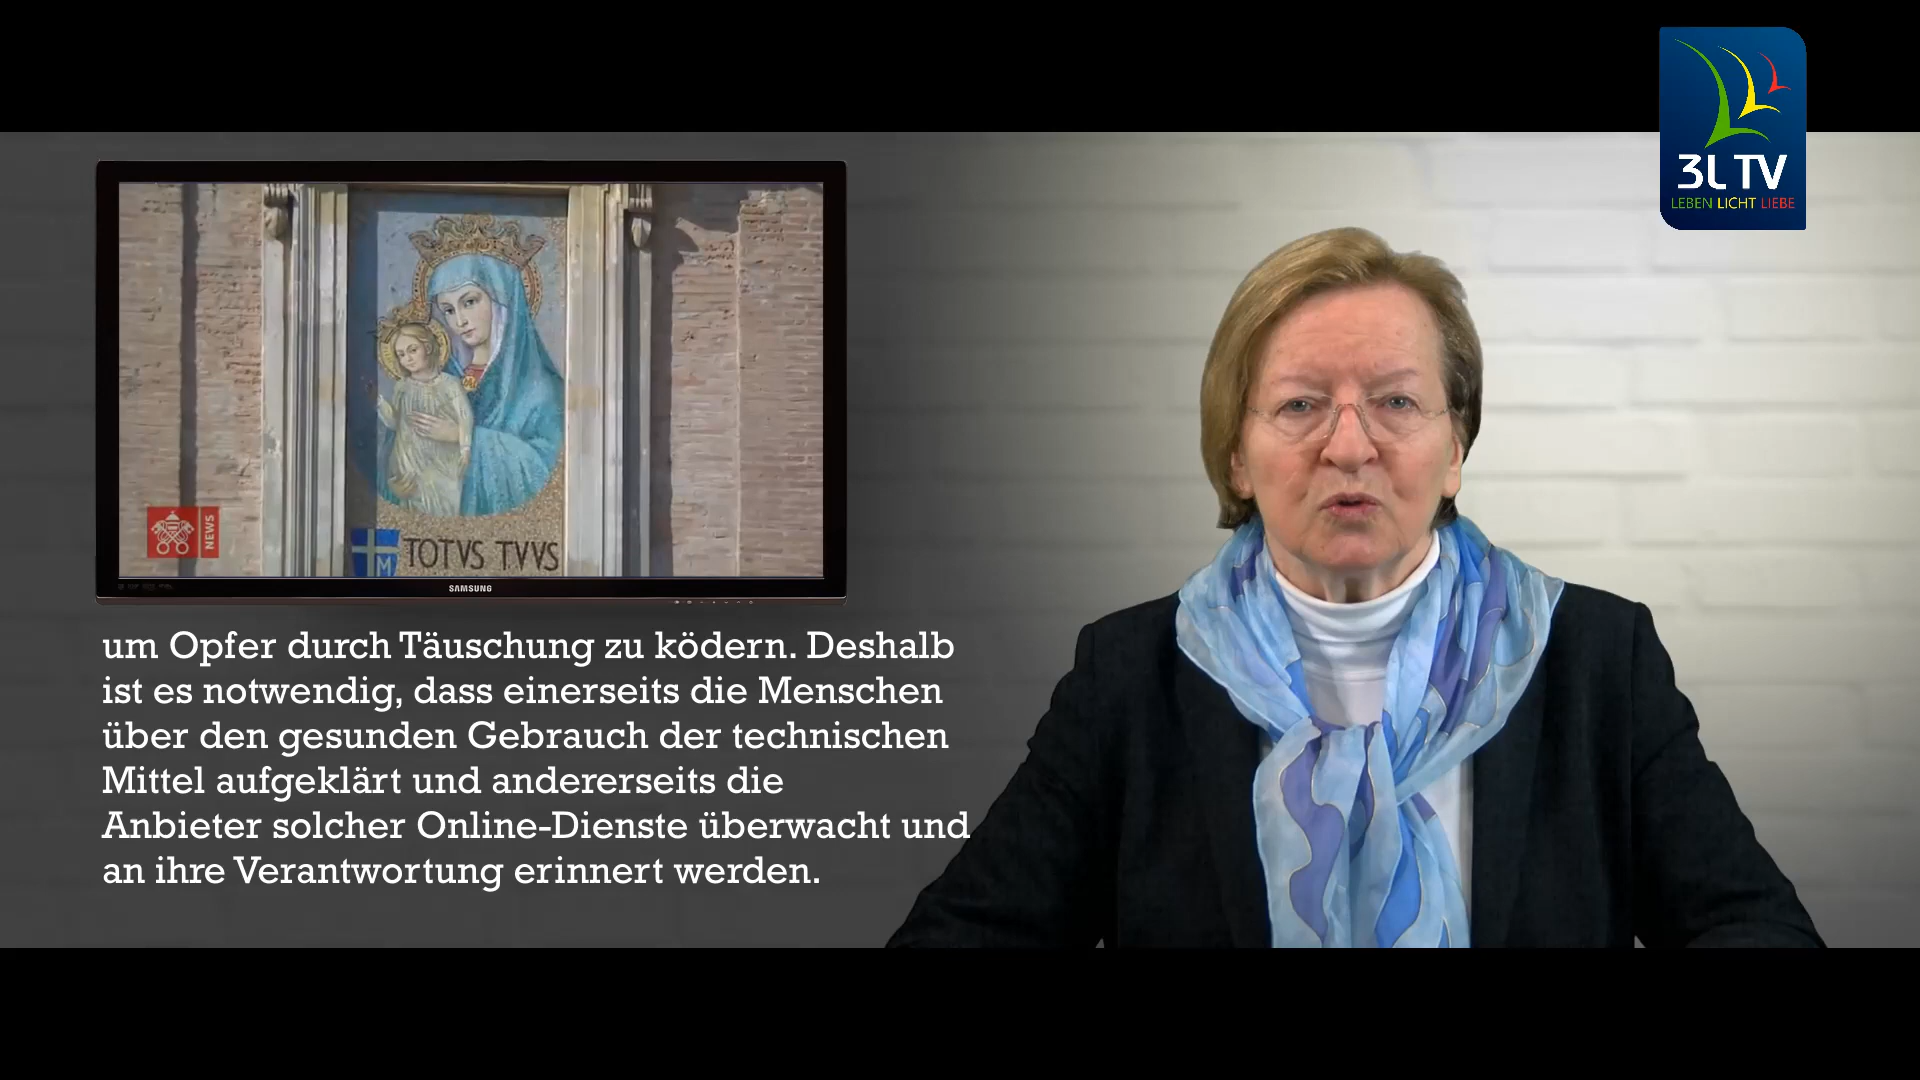 3L TV
LEBEN LICHT LIEBE
NEWS
M
TOTVS TVVS
SAMSUNG
um Opfer durch Täuschung zu ködern. Deshalb
ist es notwendig, dass einerseits die Menschen
über den gesunden Gebrauch der technischen
Mittel aufgeklärt und andererseits die
Anbieter solcher Online-Dienste überwacht und
an ihre Verantwortung erinnert werden.